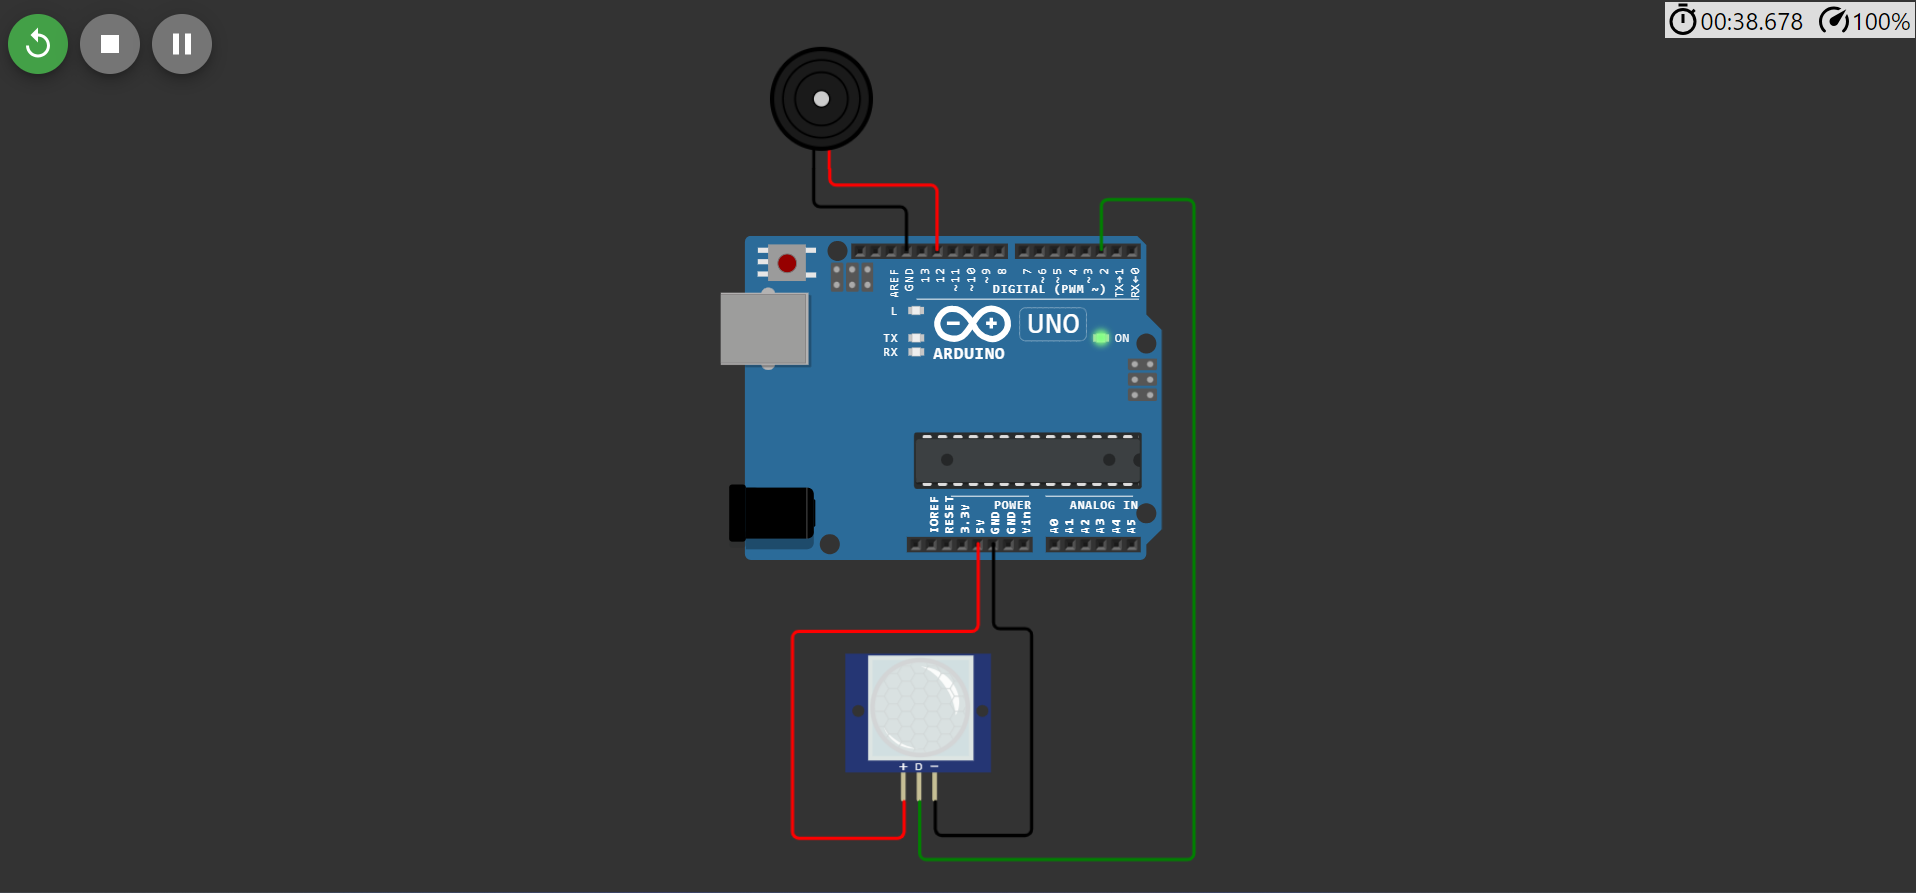 00:38.678 100%
AREF
GND
13
12
~11
~10
~9
8
7
~6
~5
4
~3
2
TX→1
RX←0
DIGITAL (PWM ~)
L
UNO
TX
ON
RX
ARDUINO
IOREF
RESET
3.3V
5V
GND
GND
Vin
POWER
ANALOG IN
A0
A1
A2
A3
A4
A5
+ D −